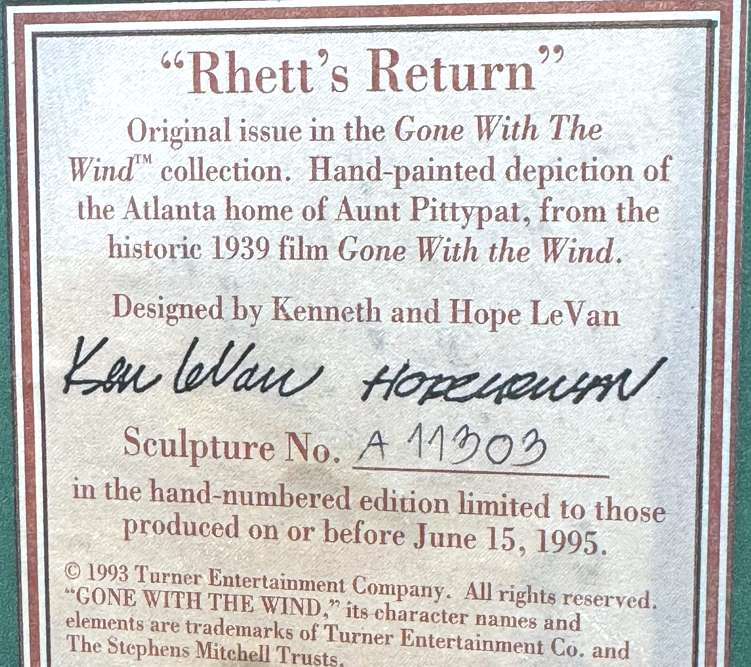 “Rhett’s Return”
Original issue in the Gone With The
Wind™ collection. Hand-painted depiction of
the Atlanta home of Aunt Pittypat, from the
historic 1939 film Gone With the Wind.
Designed by Kenneth and Hope LeVan
Ken LeVan HOPE LEVAN
Sculpture No. A 11303
in the hand-numbered edition limited to those
produced on or before June 15, 1995.
© 1993 Turner Entertainment Company. All rights reserved.
“GONE WITH THE WIND,” its character names and
elements are trademarks of Turner Entertainment Co. and
The Stephens Mitchell Trusts.